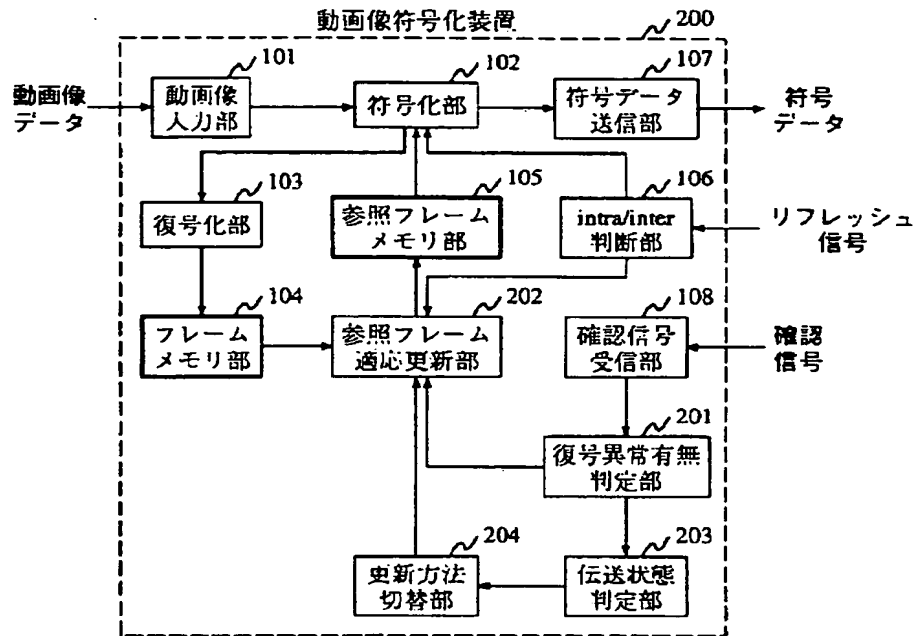 動画像符号化装置
200
101
102
107
動画像
データ
動画像
入力部
符号化部
符号データ
送信部
符号
データ
103
105
106
復号化部
参照フレーム
メモリ部
intra/inter
判断部
リフレッシュ
信号
104
202
108
フレーム
メモリ部
参照フレーム
適応更新部
確認信号
受信部
確認
信号
201
復号異常有無
判定部
204
203
更新方法
切替部
伝送状態
判定部